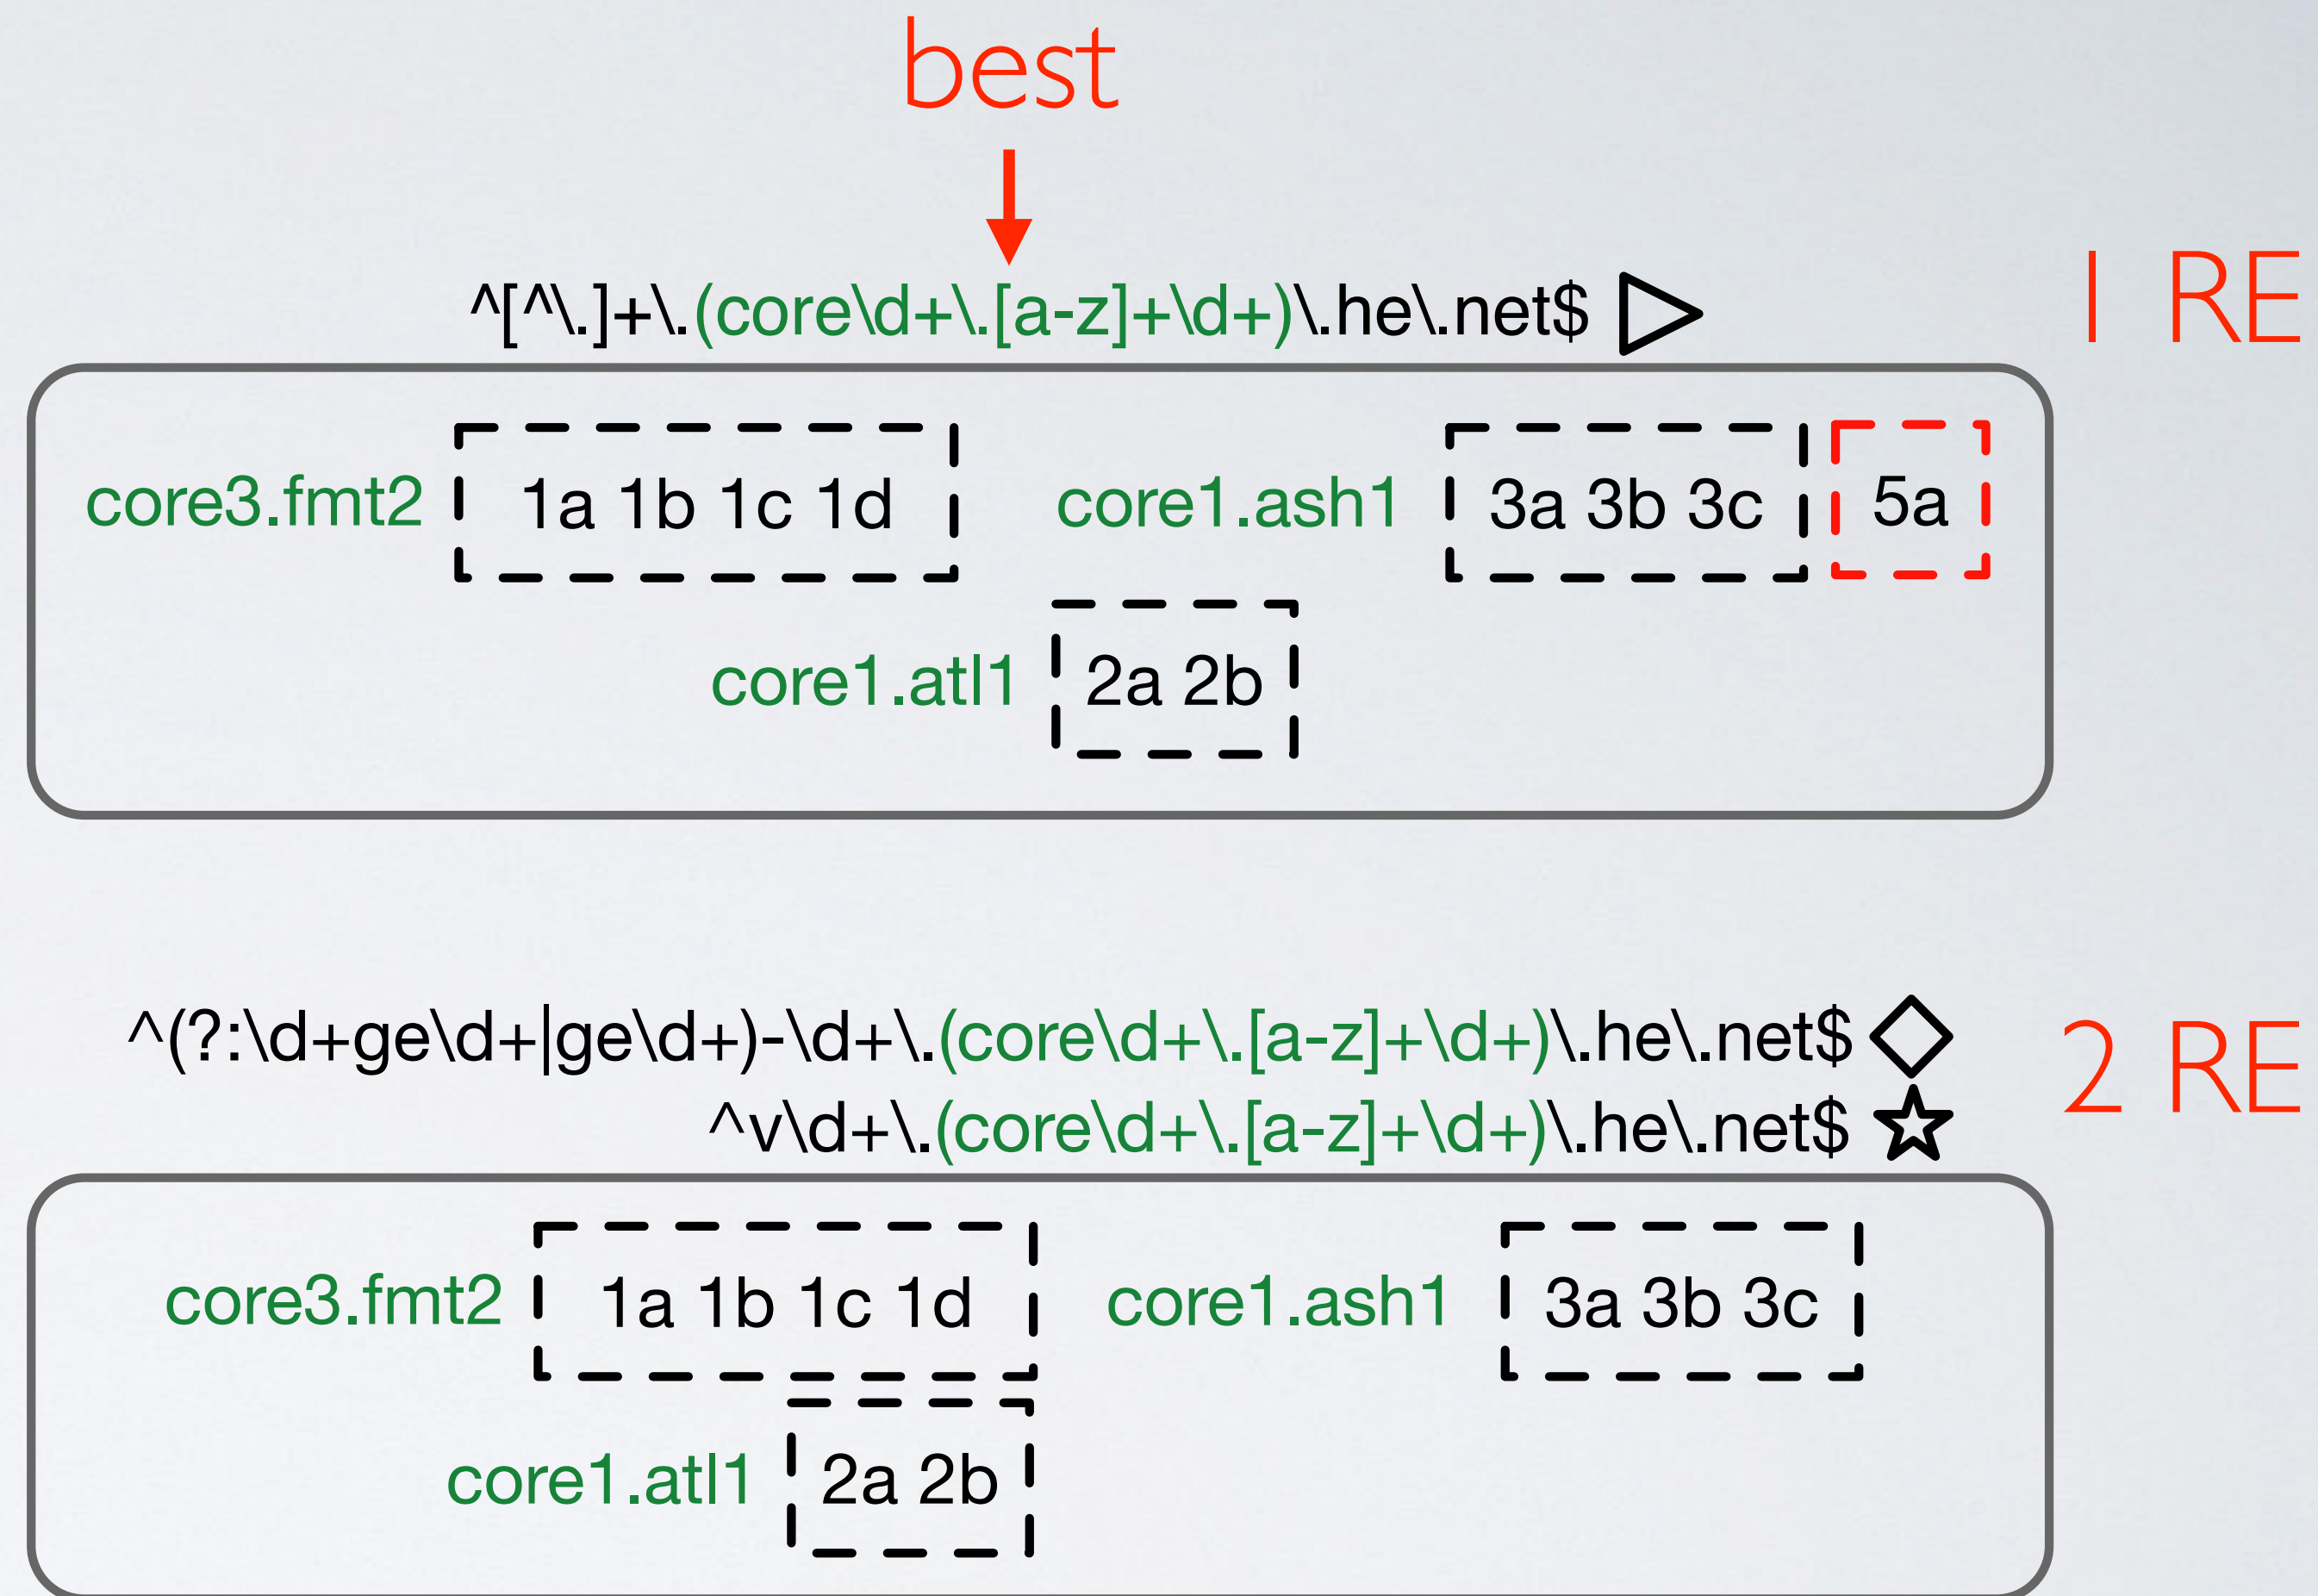 best
^[^\.]+\.(core\d+\.[a-z]+\d+)\.he\.net$ 1 RE
core3.fmt2 1a 1b 1c 1d core1.ash1 3a 3b 3c 5a
core1.atl1 2a 2b
^(?:\d+ge\d+|ge\d+)-\d+\.(core\d+\.[a-z]+\d+)\.he\.net$ 2 RE
^v\d+\.(core\d+\.[a-z]+\d+)\.he\.net$
core3.fmt2 1a 1b 1c 1d core1.ash1 3a 3b 3c
core1.atl1 2a 2b